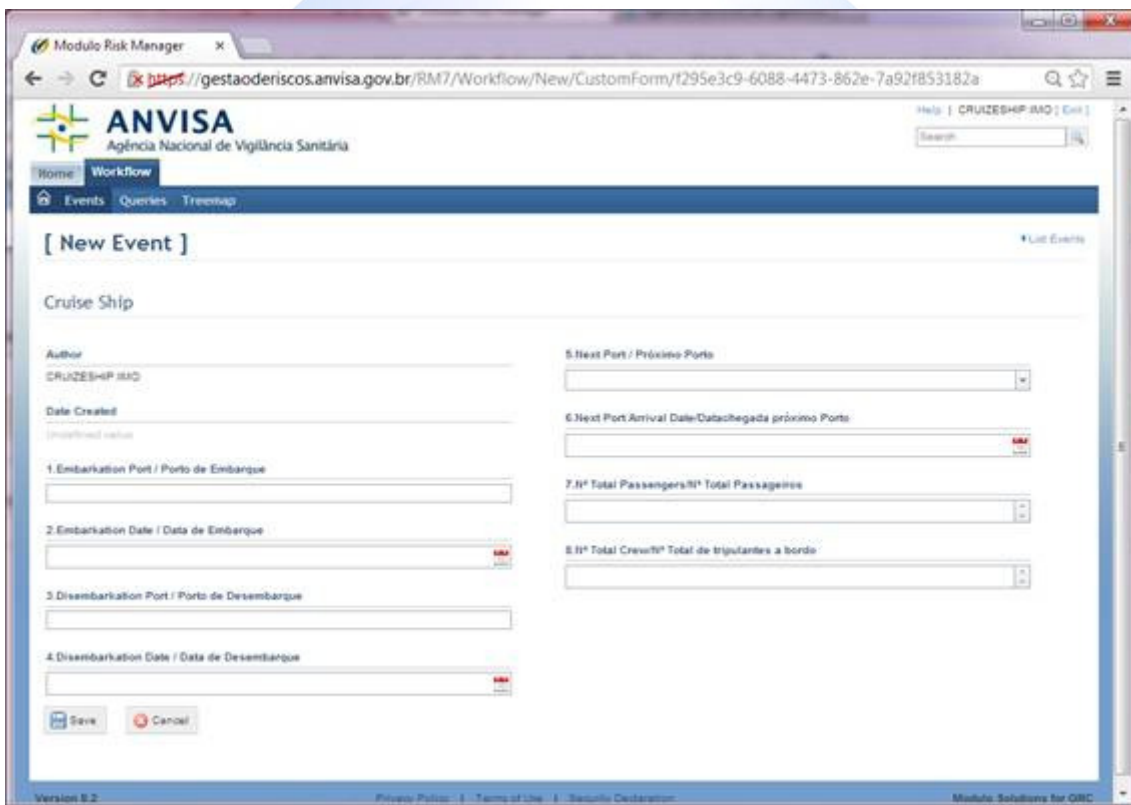 Modulo Risk Manager
https://gestaoderiscos.anvisa.gov.br/RM7/Workflow/New/CustomForm/f295e3c9-6088-4473-862e-7a92f853182a
Help | CRUIZESHIP IMO [ Exit ]
ANVISA
Agência Nacional de Vigilância Sanitária
Search
Home Workflow
Events Queries Treemap
[ New Event ]
List Events
Cruise Ship
Author
CRUIZESHIP IMO
Date Created
Undefined value
1.Embarkation Port / Porto de Embarque
2.Embarkation Date / Data de Embarque
3.Disembarkation Port / Porto de Desembarque
4.Disembarkation Date / Data de Desembarque
5.Next Port / Próximo Porto
6.Next Port Arrival Date/Datachegada próximo Porto
7.Nº Total Passengers/Nº Total Passageiros
8.Nº Total Crew/Nº Total de tripulantes a bordo
Save Cancel
Version 8.2
Privacy Policy | Terms of Use | Security Declaration
Modulo Solutions for GRC